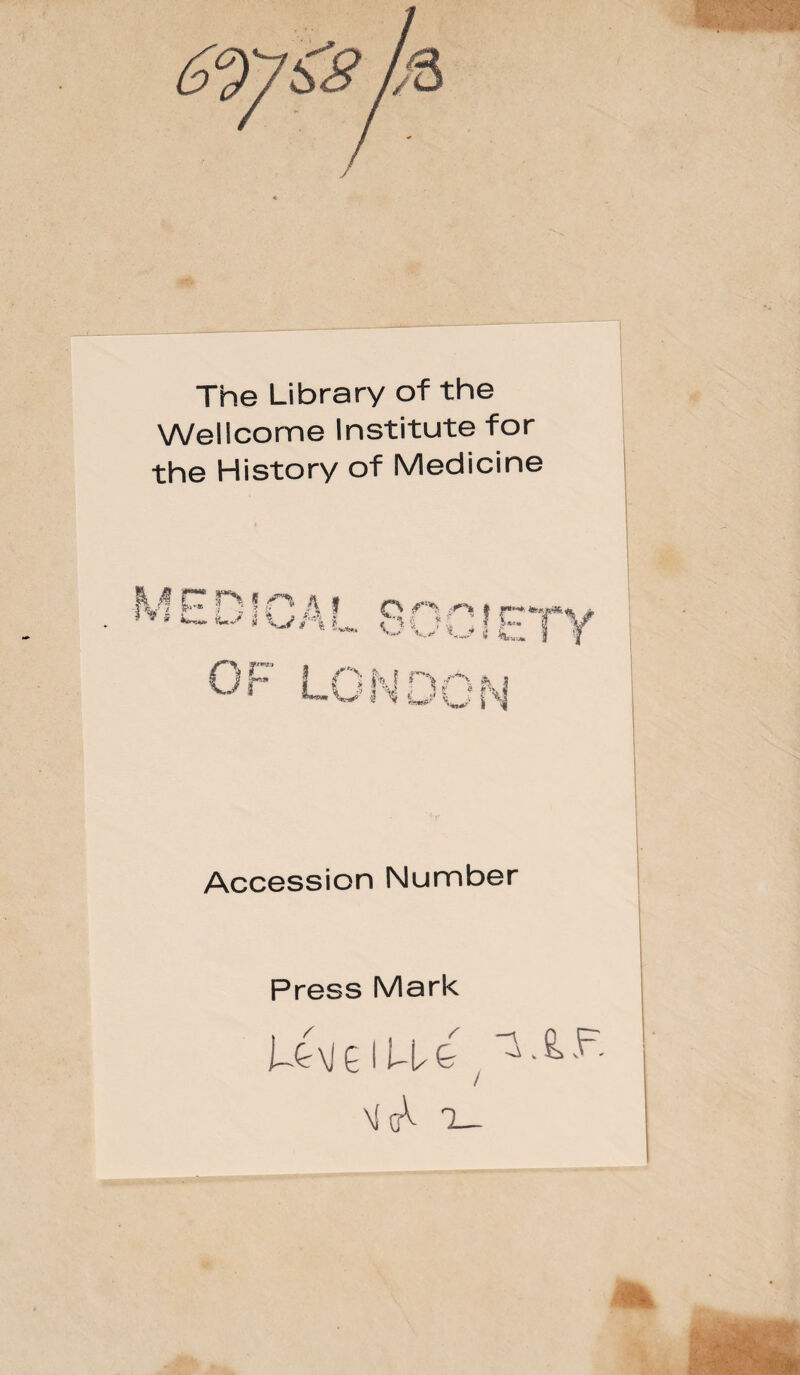 69758/B
The Library of the
Wellcome Institute for
the History of Medicine
MEDICAL SOCIETY
OF LONDON
Accession Number
Press Mark
LÉVEILLÉ, J.B.F.
Vol 2